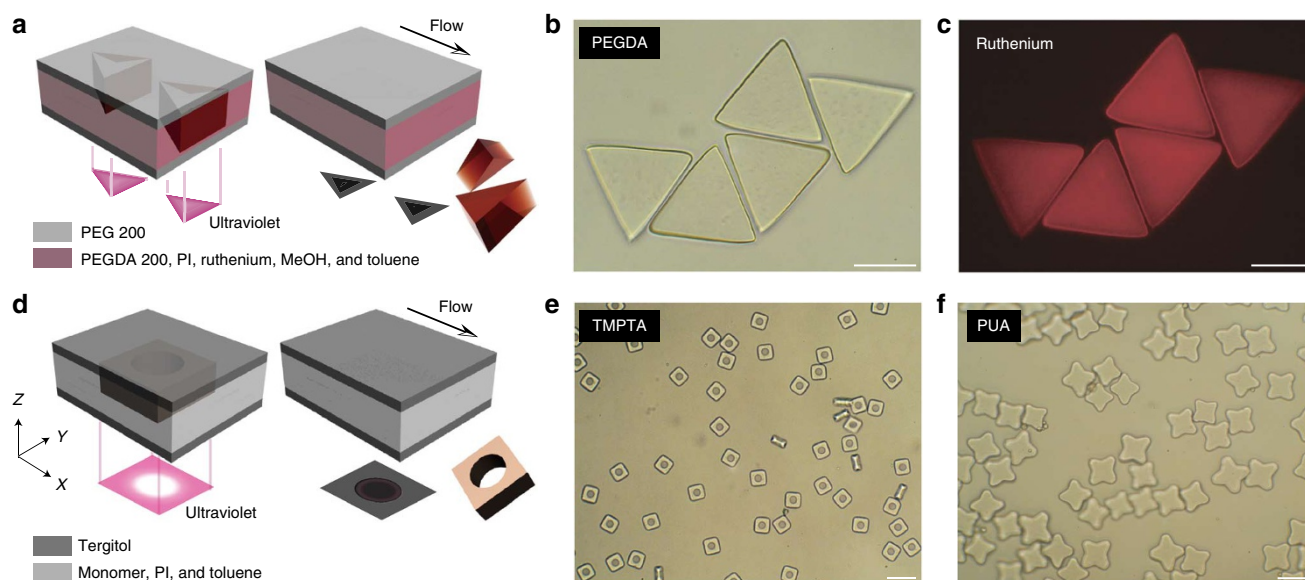 a
Flow
Ultraviolet
PEG 200
PEGDA 200, PI, ruthenium, MeOH, and toluene
b
PEGDA
c
Ruthenium
d
Flow
Z
Y
X
Ultraviolet
Tergitol
Monomer, PI, and toluene
e
TMPTA
f
PUA